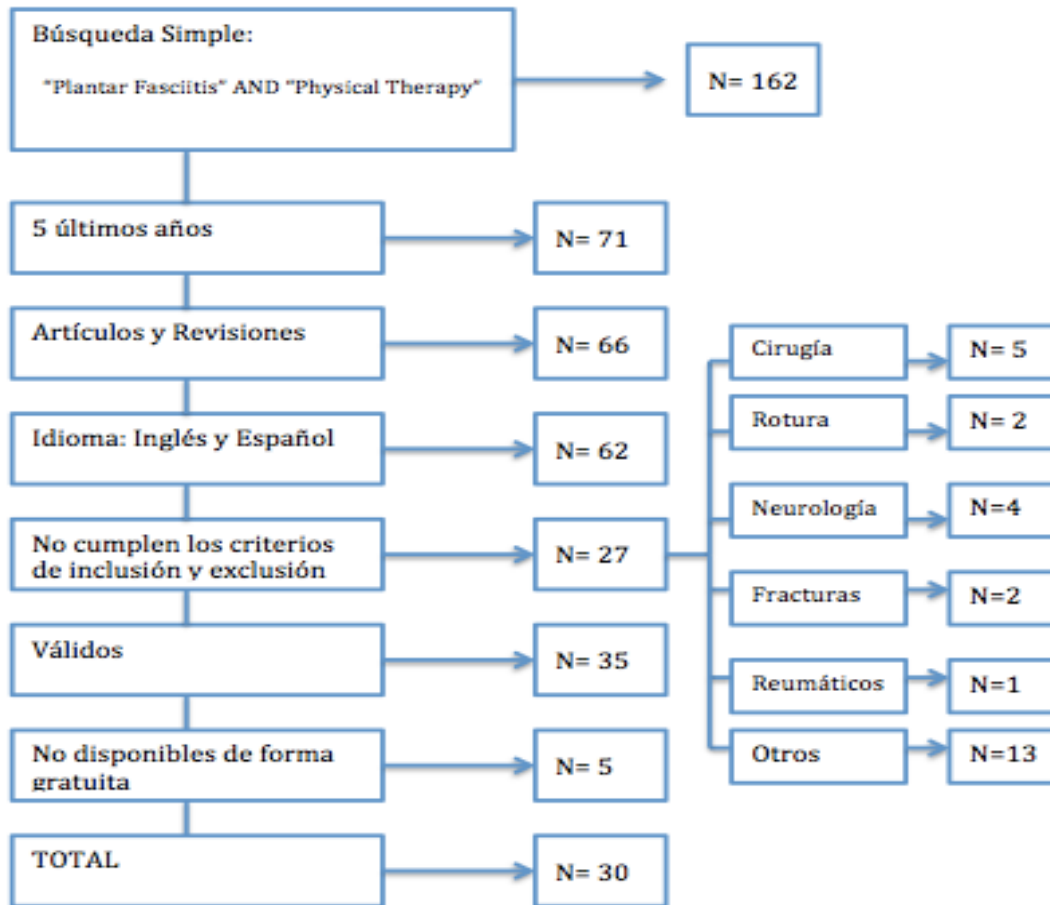 Búsqueda Simple:
"Plantar Fasciitis" AND "Physical Therapy"
N= 162
5 últimos años
N= 71
Artículos y Revisiones
N= 66
Idioma: Inglés y Español
N= 62
No cumplen los criterios
de inclusión y exclusión
N= 27
Cirugía
N= 5
Rotura
N= 2
Neurología
N=4
Fracturas
N=2
Reumáticos
N=1
Otros
N=13
Válidos
N= 35
No disponibles de forma
gratuita
N= 5
TOTAL
N= 30